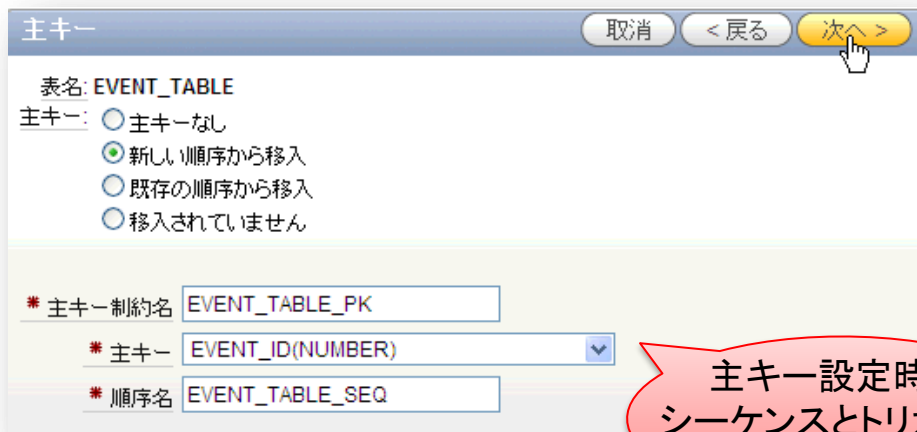 主キー
取消
< 戻る
次へ >
表名: EVENT_TABLE
主キー: 主キーなし
新しい順序から移入
既存の順序から移入
移入されていません
* 主キー制約名 EVENT_TABLE_PK
* 主キー EVENT_ID(NUMBER)
* 順序名 EVENT_TABLE_SEQ
主キー設定時
シーケンスとトリ